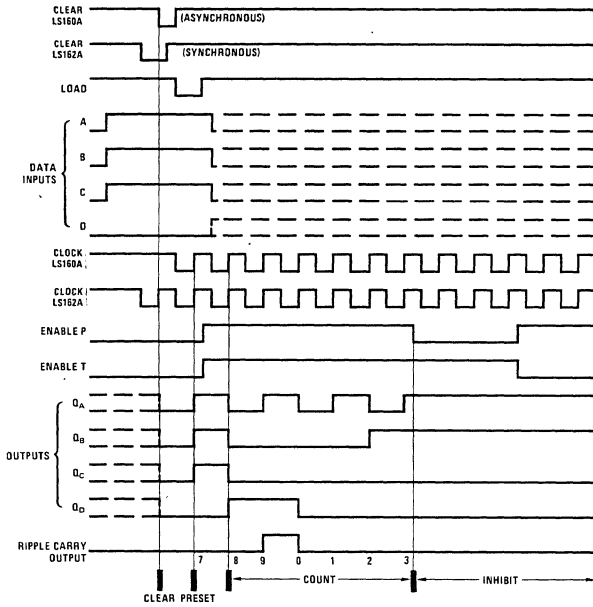 CLEAR
LS160A
(ASYNCHRONOUS)
CLEAR
LS162A
(SYNCHRONOUS)
LOAD
DATA
INPUTS
A
B
C
D
CLOCK
LS160A
CLOCK
LS162A
ENABLE P
ENABLE T
OUTPUTS
QA
QB
QC
QD
RIPPLE CARRY
OUTPUT
7 8 9 0 1 2 3
COUNT
INHIBIT
CLEAR PRESET